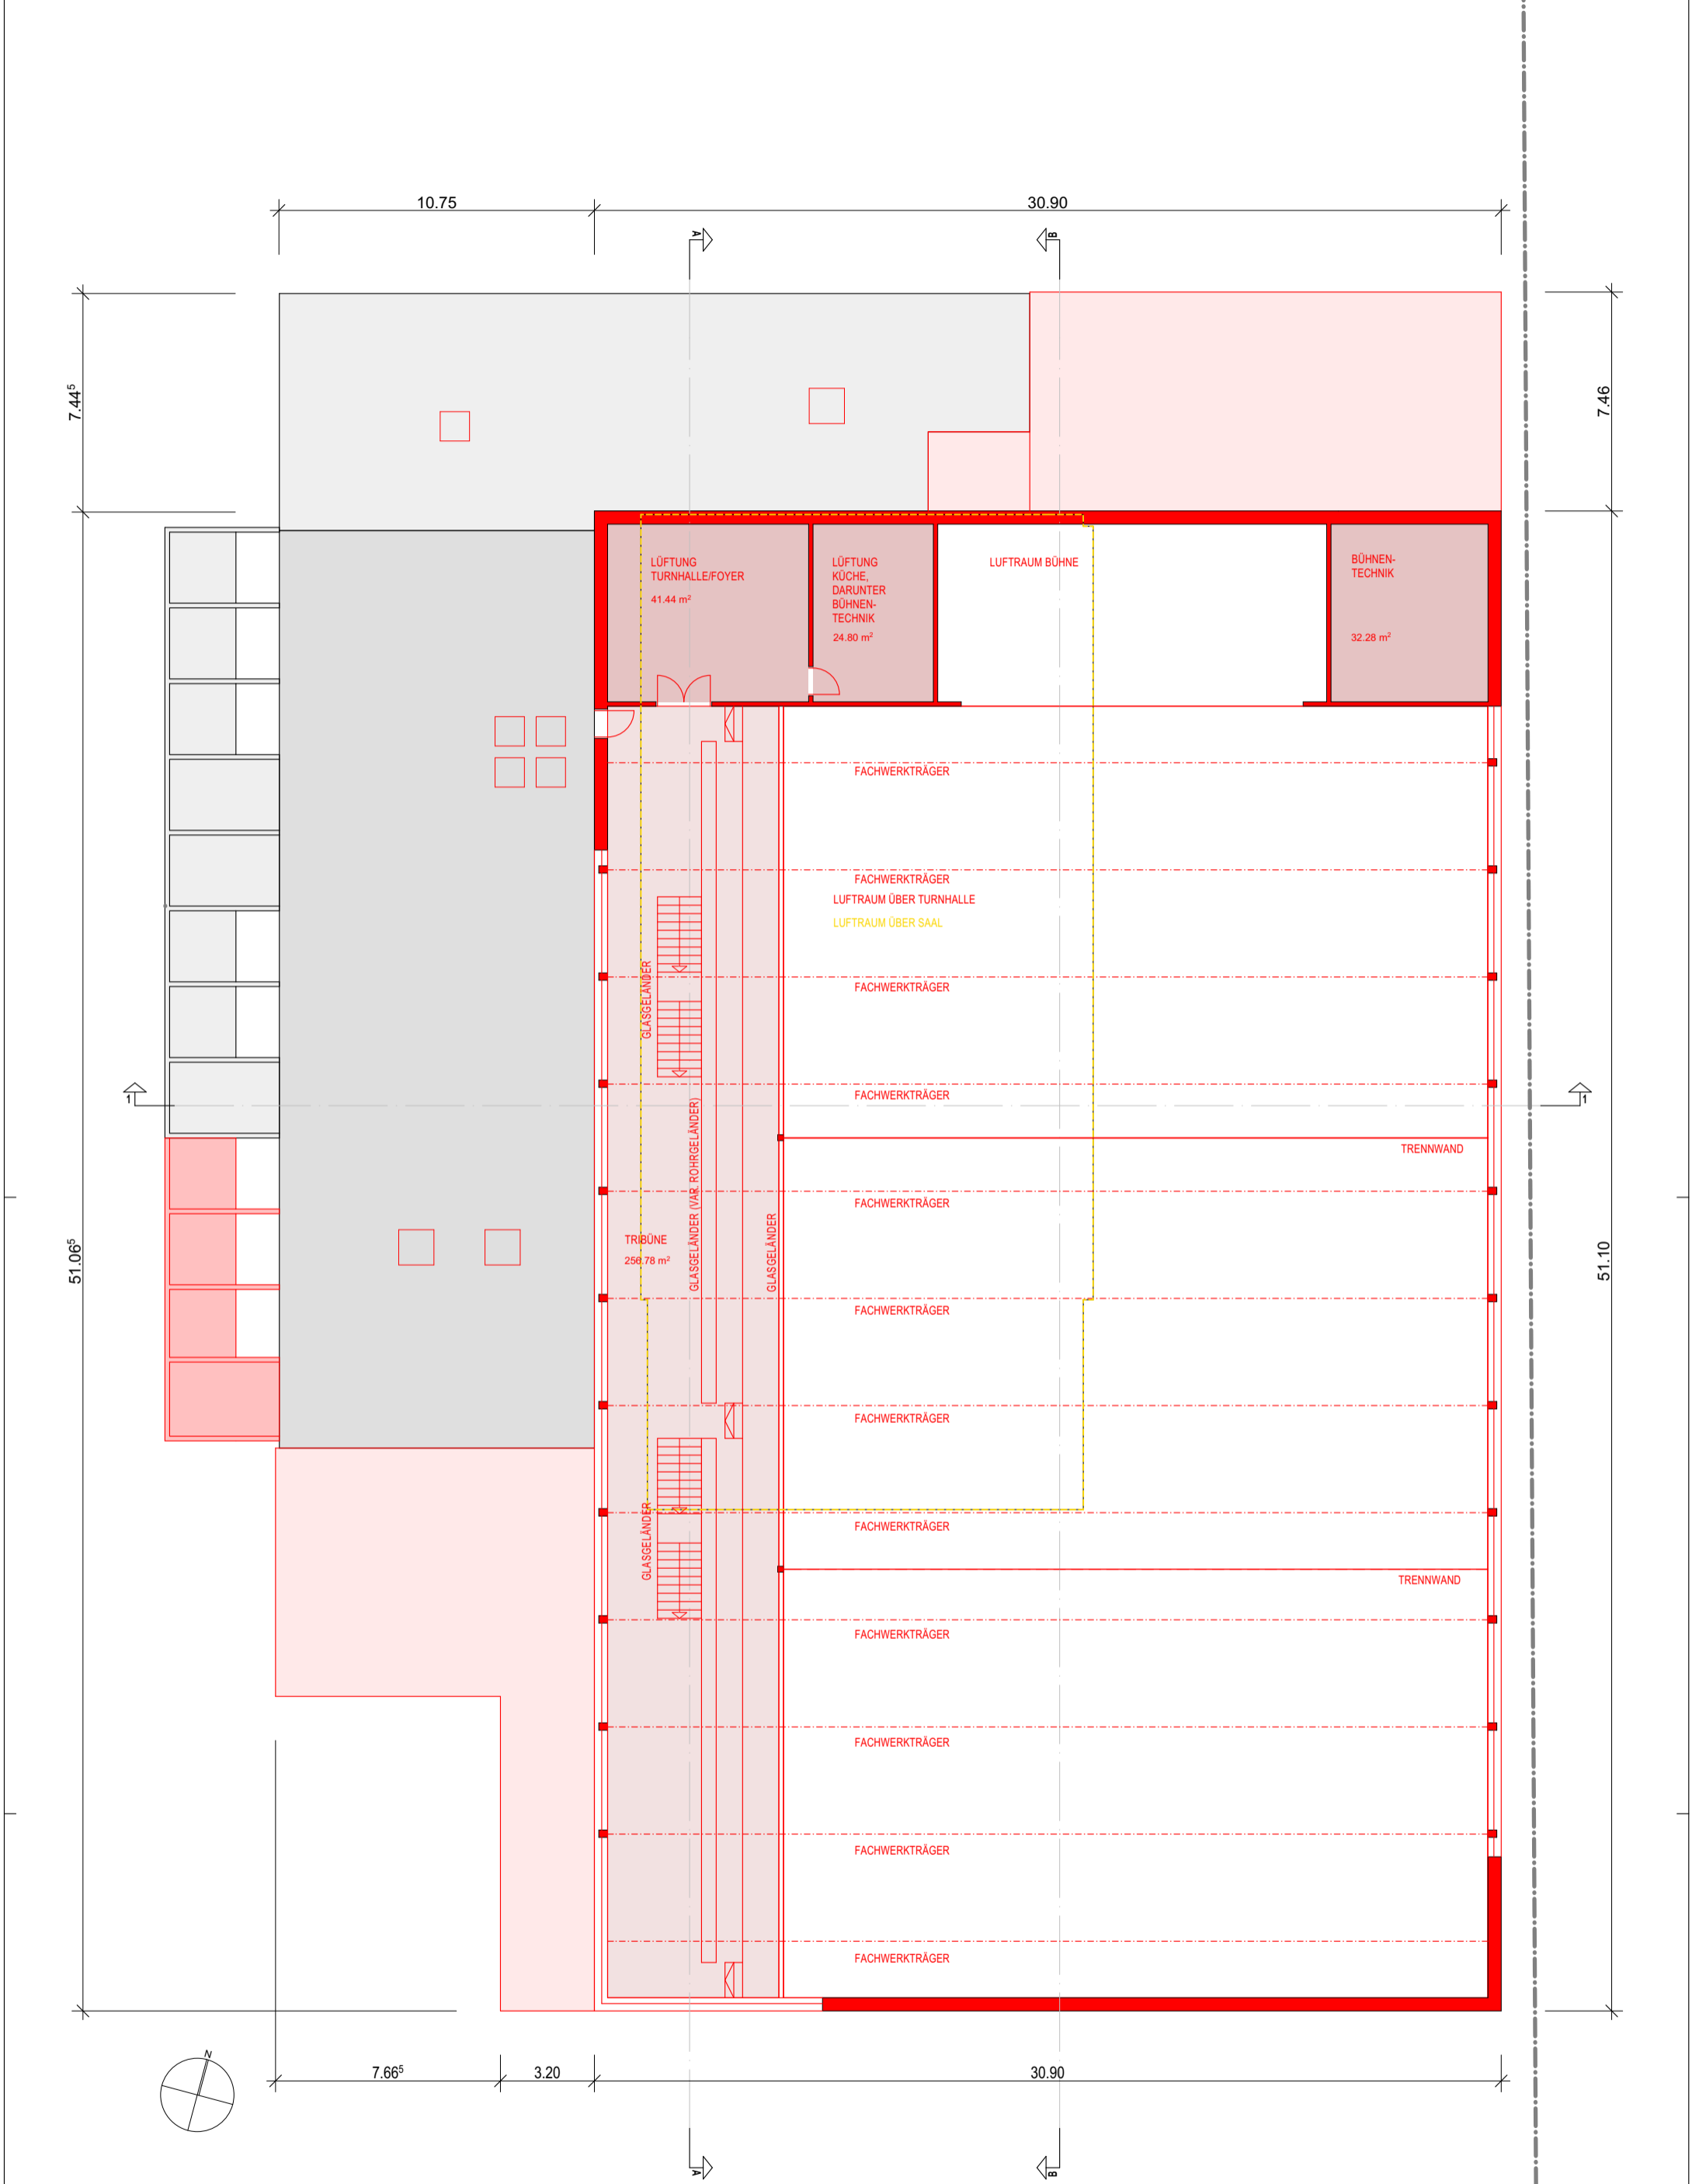 10.75
30.90
A
B
7.44⁵
7.46
LÜFTUNG
TURNHALLE/FOYER
41.44 m²
LÜFTUNG
KÜCHE,
DARUNTER
BÜHNEN-
TECHNIK
24.80 m²
LUFTRAUM BÜHNE
BÜHNEN-
TECHNIK
32.28 m²
FACHWERKTRÄGER
FACHWERKTRÄGER
LUFTRAUM ÜBER TURNHALLE
LUFTRAUM ÜBER SAAL
GLASGELÄNDER
FACHWERKTRÄGER
1
FACHWERKTRÄGER
1
TRENNWAND
GLASGELÄNDER (VAR. ROHRGELÄNDER)
FACHWERKTRÄGER
GLASGELÄNDER
TRIBÜNE
m²
51.06⁵
51.10
FACHWERKTRÄGER
FACHWERKTRÄGER
FACHWERKTRÄGER
GLASGELÄNDER
TRENNWAND
FACHWERKTRÄGER
FACHWERKTRÄGER
FACHWERKTRÄGER
FACHWERKTRÄGER
N
7.66⁵
3.20
30.90
A
B